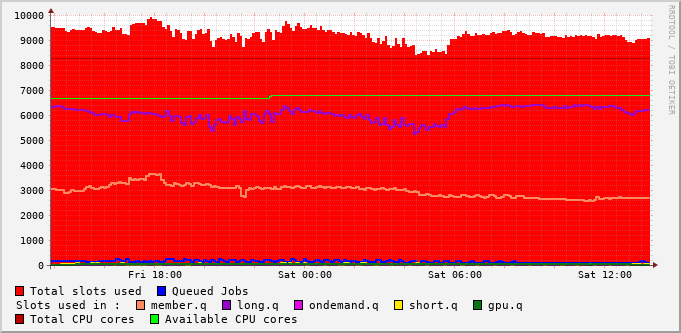 RRDTOOL / TOBI OETIKER
10000
9000
8000
7000
6000
5000
4000
3000
2000
1000
0
Fri 18:00 Sat 00:00 Sat 06:00 Sat 12:00
Total slots used Queued Jobs
Slots used in : member.q long.q ondemand.q short.q gpu.q
Total CPU cores Available CPU cores